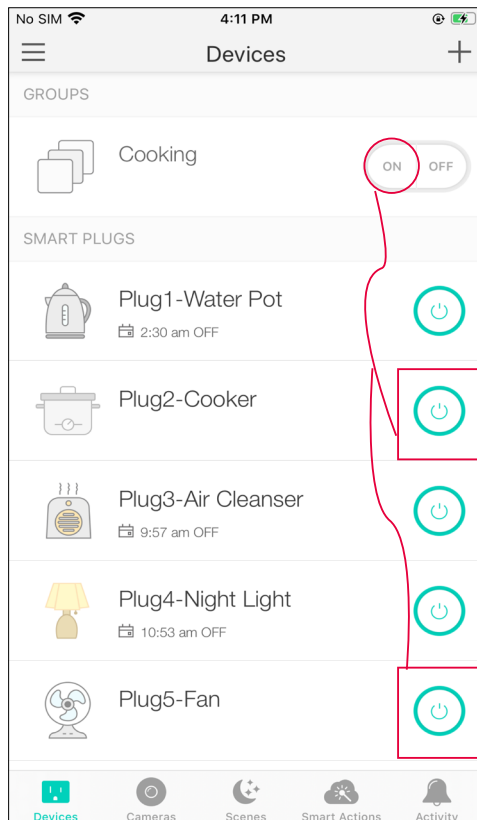 No SIM 4:11 PM
Devices
GROUPS
Cooking
ON OFF
SMART PLUGS
Plug1-Water Pot
2:30 am OFF
Plug2-Cooker
Plug3-Air Cleanser
9:57 am OFF
Plug4-Night Light
10:53 am OFF
Plug5-Fan
Devices Cameras Scenes Smart Actions Activity